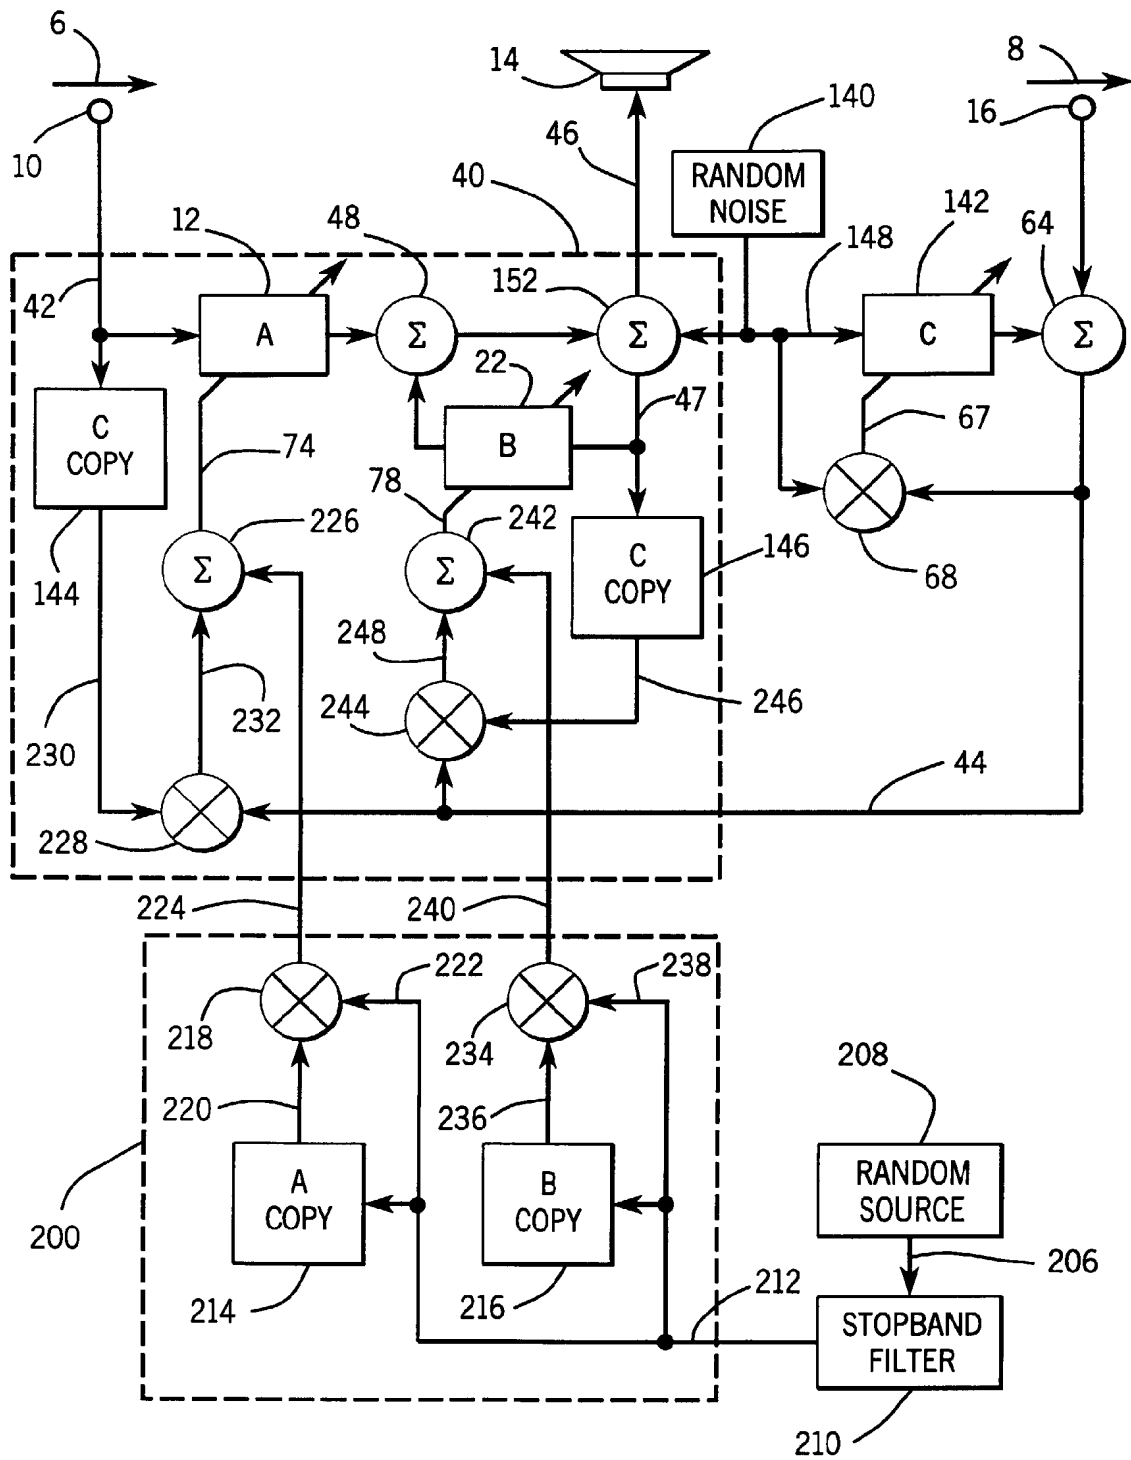 6
8
14
140
16
10
46
RANDOM
NOISE
40
12
48
142
64
148
152
42
A
Σ
Σ
C
Σ
22
47
67
C
COPY
B
74
78
226
242
C
COPY
146
144
Σ
Σ
68
248
244
246
232
230
44
228
224
240
222
238
218
234
208
220
236
A
COPY
B
COPY
RANDOM
SOURCE
200
206
212
214
216
STOPBAND
FILTER
210